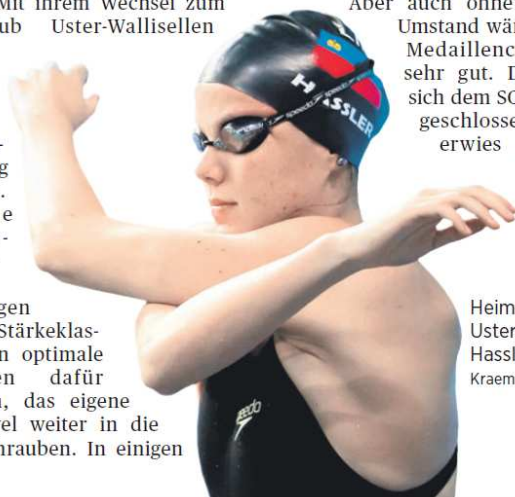 Mit ihrem Wechsel zum
Uster-Wallisellen
g
e
gen
Stärkeklas-
n optimale
en dafür
n, das eigene
vel weiter in die
hrauben. In einigen
Aber auch ohne
Umstand wär
Medaillenc
sehr gut. D
sich dem SC
geschlosse
erwies
HASSLER
speedo
speedo
Heim
Uster
Hassl
Kraem